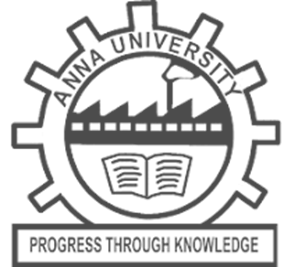 ANNA UNIVERSITY
PROGRESS THROUGH KNOWLEDGE